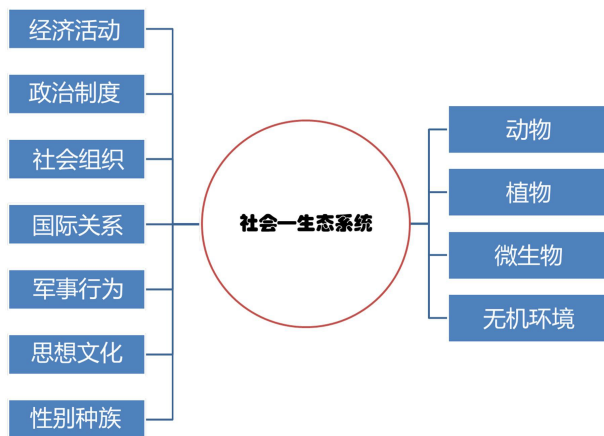 经济活动
政治制度
社会组织
国际关系
军事行为
思想文化
性别种族
社会—生态系统
动物
植物
微生物
无机环境